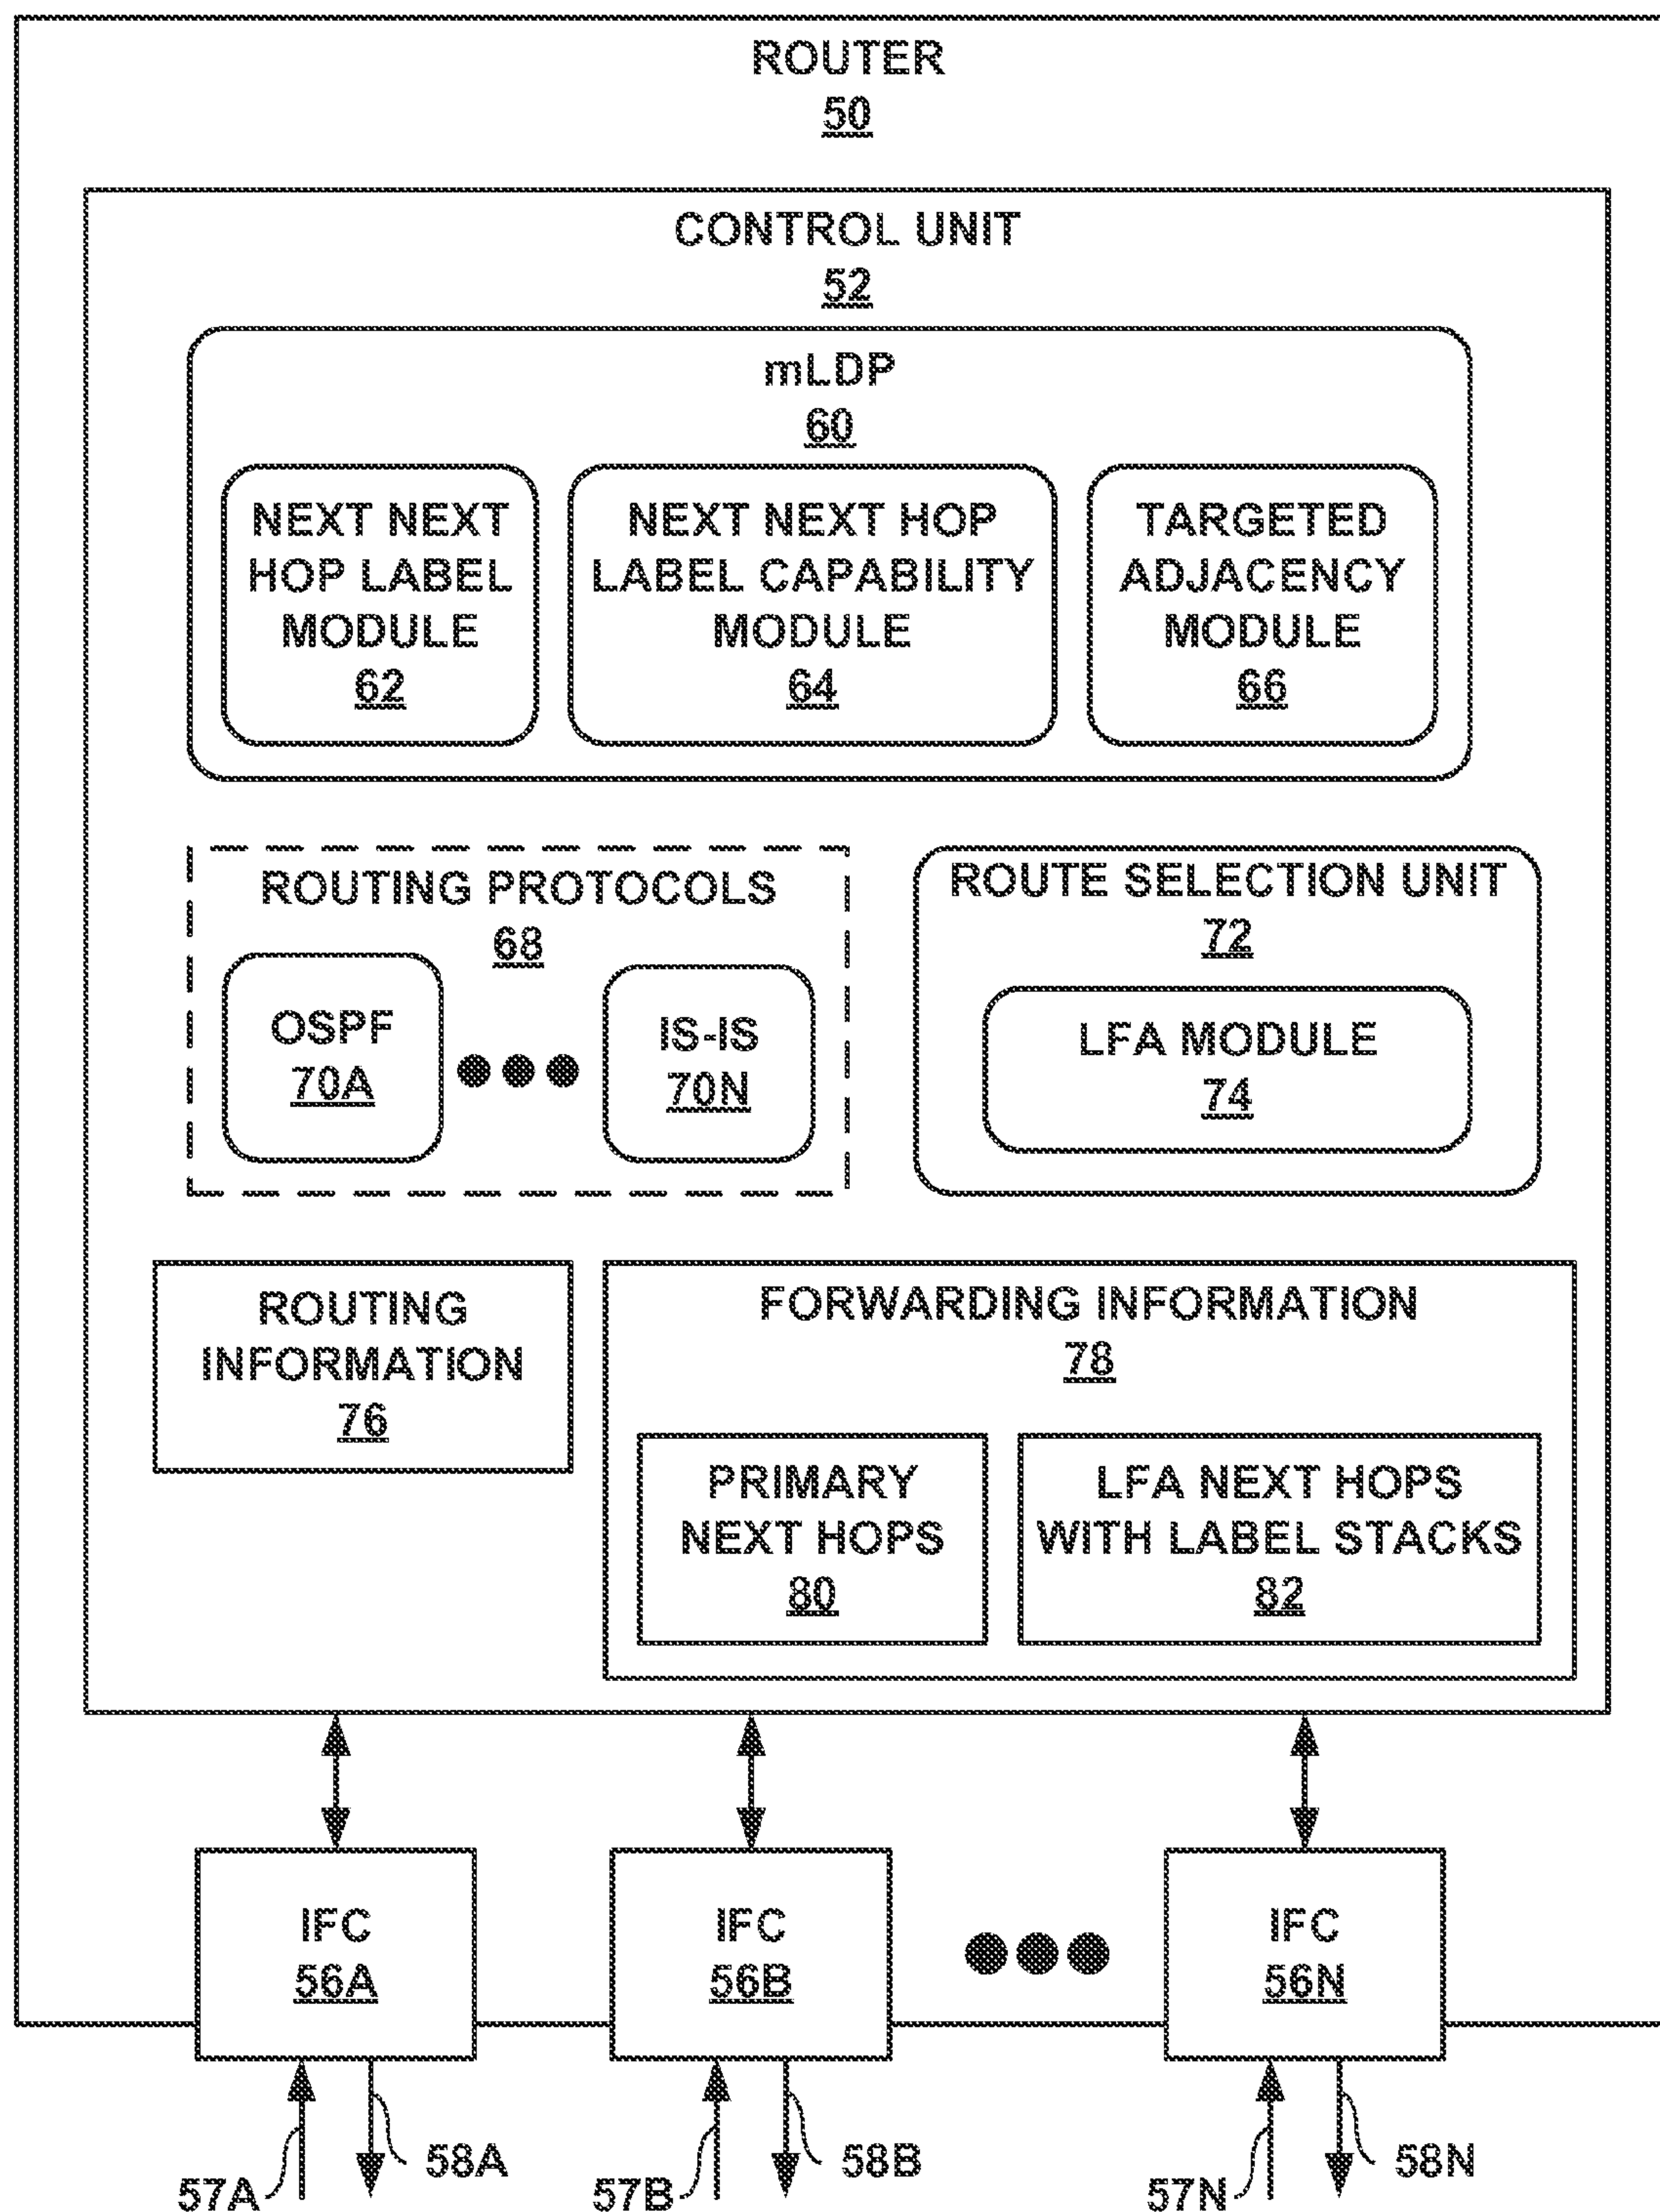 ROUTER
50
CONTROL UNIT
52
mLDP
60
NEXT NEXT
HOP LABEL
MODULE
62
NEXT NEXT HOP
LABEL CAPABILITY
MODULE
64
TARGETED
ADJACENCY
MODULE
66
ROUTING PROTOCOLS
68
OSPF
70A
IS-IS
70N
ROUTE SELECTION UNIT
72
LFA MODULE
74
ROUTING
INFORMATION
76
FORWARDING INFORMATION
78
PRIMARY
NEXT HOPS
80
LFA NEXT HOPS
WITH LABEL STACKS
82
IFC
56A
IFC
56B
IFC
56N
57A
58A
57B
58B
57N
58N